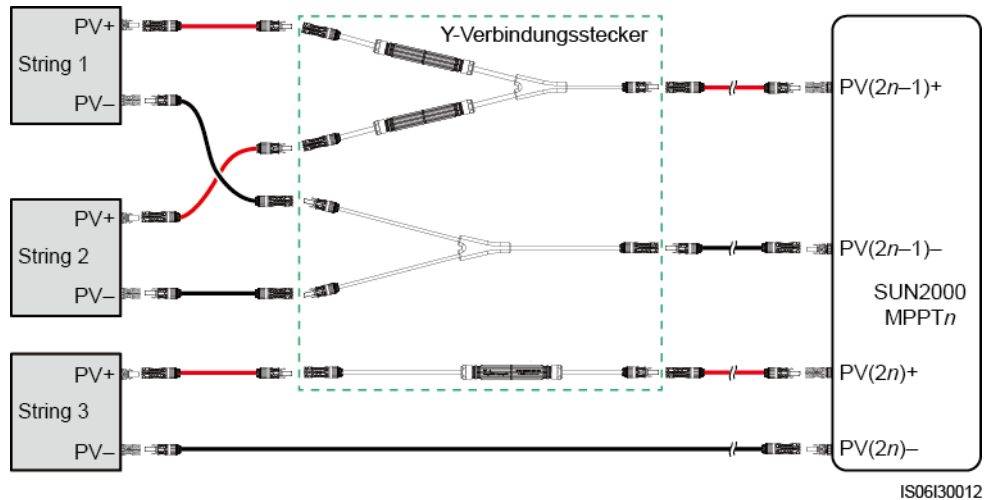 PV+
String 1
PV–
Y-Verbindungsstecker
PV(2n–1)+
PV+
String 2
PV–
PV(2n–1)–
SUN2000
MPPTn
PV+
String 3
PV–
PV(2n)+
PV(2n)–
IS06I30012